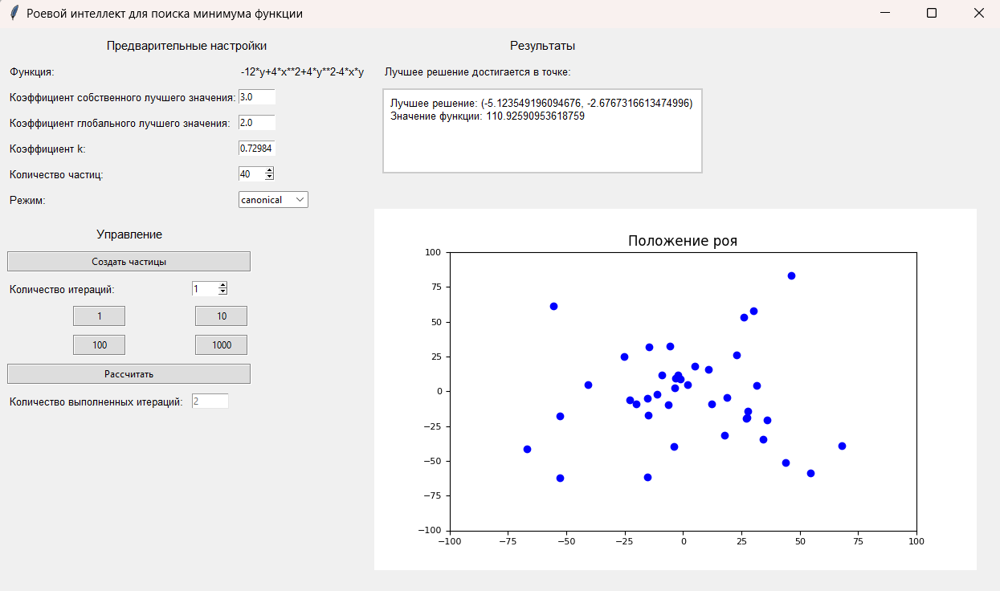 Роевой интеллект для поиска минимума функции
Предварительные настройки
Функция: -12*y+4*x**2+4*y**2-4*x*y
Коэффициент собственного лучшего значения: 3.0
Коэффициент глобального лучшего значения: 2.0
Коэффициент k: 0.72984
Количество частиц: 40
Режим: canonical
Управление
Создать частицы
Количество итераций: 1
1 10
100 1000
Рассчитать
Количество выполненных итераций: 2
Результаты
Лучшее решение достигается в точке:
Лучшее решение: (-5.123549196094676, -2.6767316613474996)
Значение функции: 110.92590953618759
Положение роя
100
75
50
25
0
−25
−50
−75
−100
−100 −75 −50 −25 0 25 50 75 100